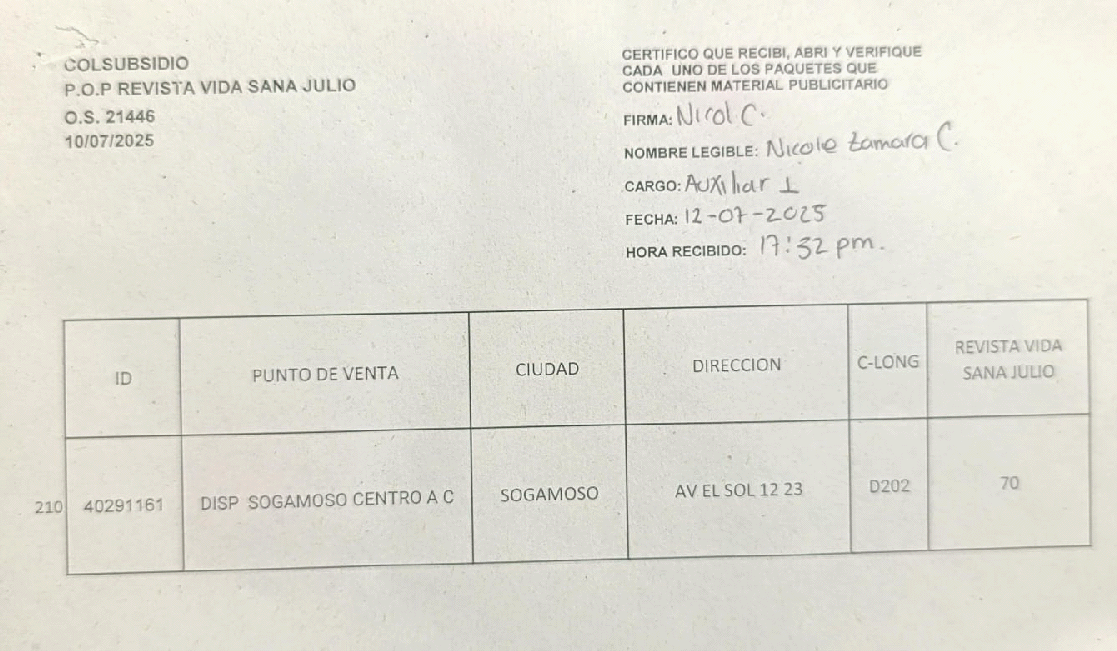 COLSUBSIDIO
P.O.P REVISTA VIDA SANA JULIO
O.S. 21446
10/07/2025
CERTIFICO QUE RECIBI, ABRI Y VERIFIQUE
CADA UNO DE LOS PAQUETES QUE
CONTIENEN MATERIAL PUBLICITARIO
FIRMA: Nicol C.
NOMBRE LEGIBLE: Nicole Zamara C.
CARGO: Auxiliar 1
FECHA: 12-07-2025
HORA RECIBIDO: 17:32 pm.
ID PUNTO DE VENTA CIUDAD DIRECCION C-LONG REVISTA VIDA
SANA JULIO
210 40291161 DISP SOGAMOSO CENTRO A C SOGAMOSO AV EL SOL 12 23 D202 70